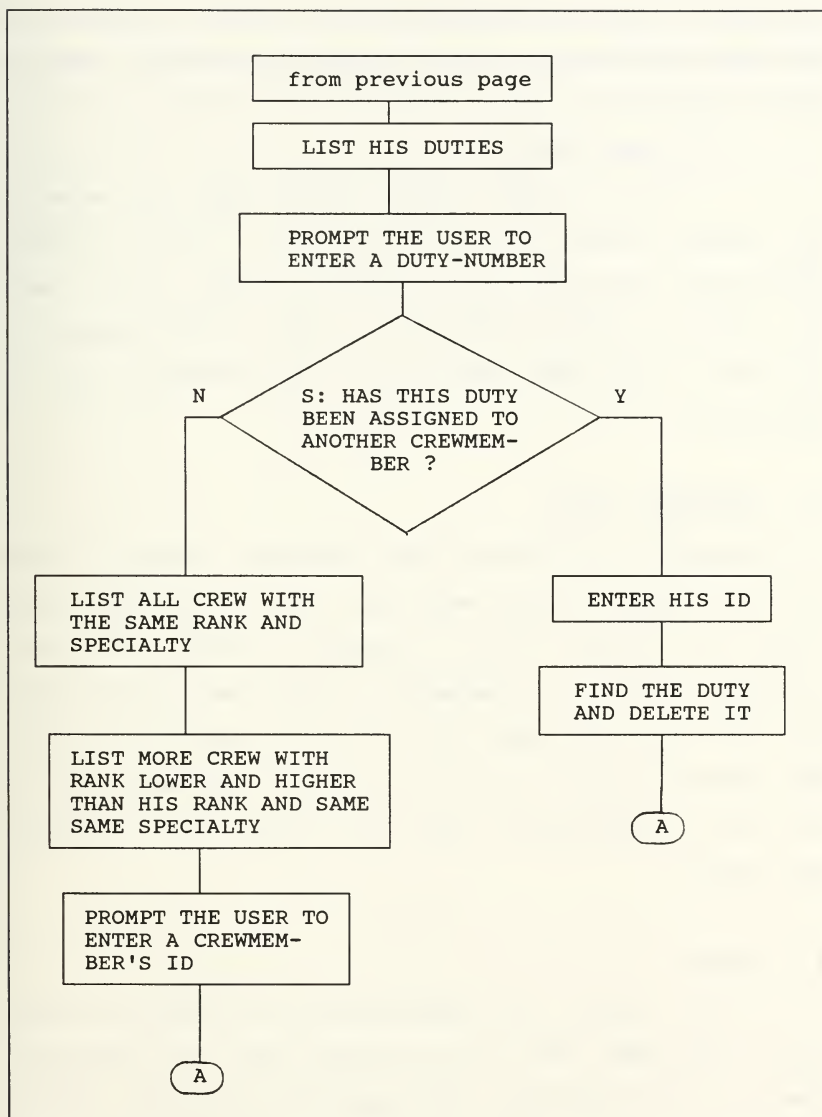 from previous page
LIST HIS DUTIES
PROMPT THE USER TO
ENTER A DUTY-NUMBER
N
S: HAS THIS DUTY
BEEN ASSIGNED TO
ANOTHER CREWMEM-
BER ?
Y
LIST ALL CREW WITH
THE SAME RANK AND
SPECIALTY
LIST MORE CREW WITH
RANK LOWER AND HIGHER
THAN HIS RANK AND SAME
SAME SPECIALTY
PROMPT THE USER TO
ENTER A CREWMEM-
BER'S ID
A
ENTER HIS ID
FIND THE DUTY
AND DELETE IT
A